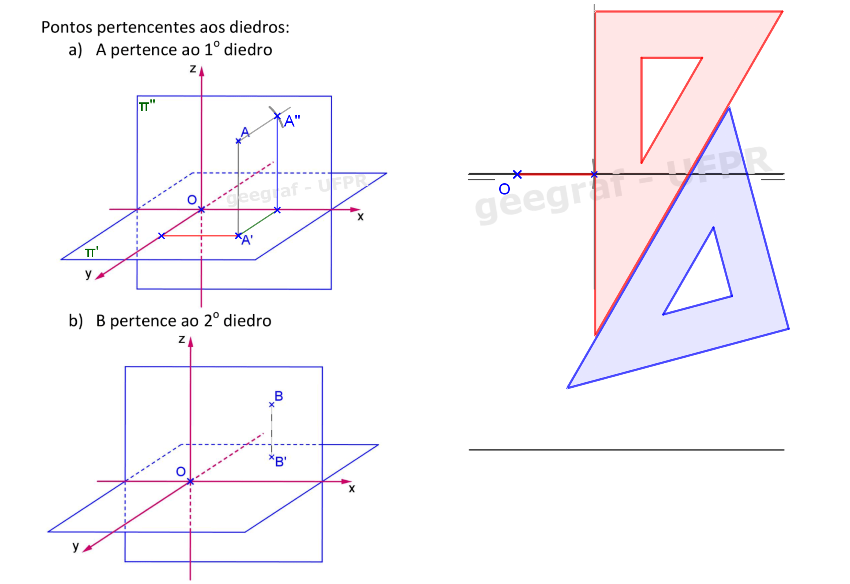 Pontos pertencentes aos diedros:
a) A pertence ao 1º diedro
z
π"
A
A"
O
geegraf - UFPR
x
A'
π'
y
b) B pertence ao 2º diedro
z
B
B'
O
x
y
O
geegraf - UFPR